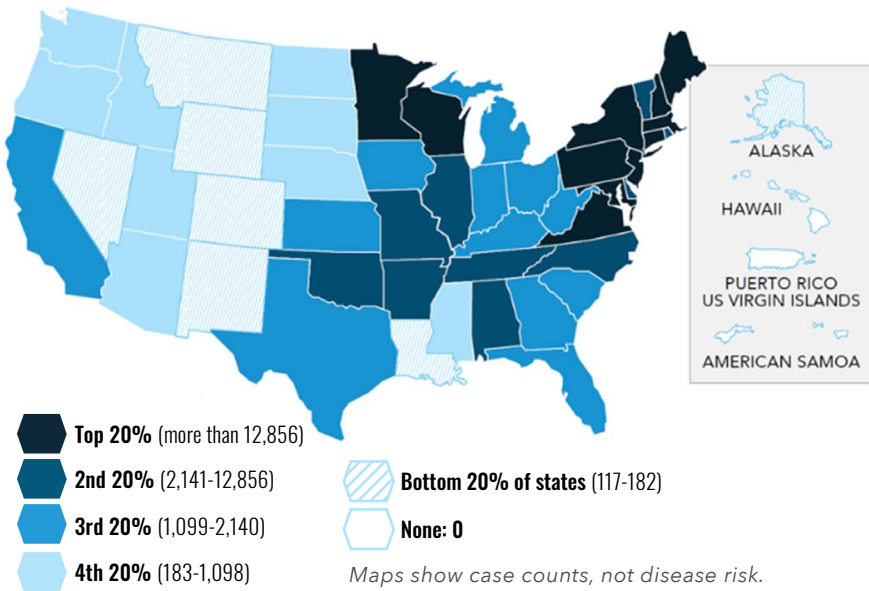 ALASKA
HAWAII
PUERTO RICO
US VIRGIN ISLANDS
AMERICAN SAMOA
Top 20% (more than 12,856)
2nd 20% (2,141-12,856)
3rd 20% (1,099-2,140)
4th 20% (183-1,098)
Bottom 20% of states (117-182)
None: 0
Maps show case counts, not disease risk.